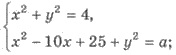 x² + y² = 4,
x² – 10x + 25 + y² = a;